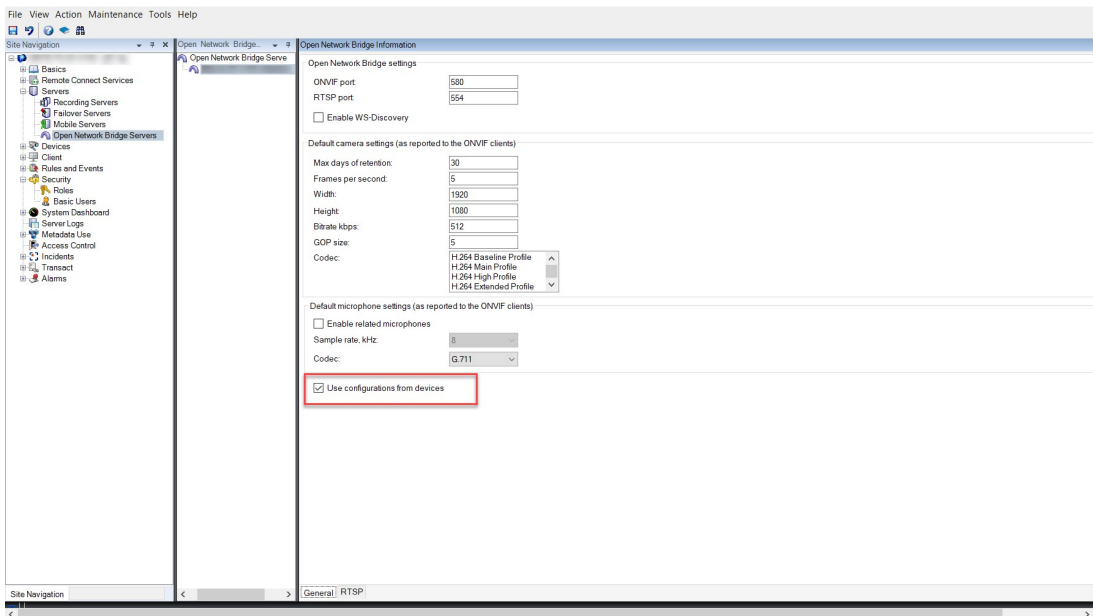 File View Action Maintenance Tools Help
Site Navigation
Basics
Remote Connect Services
Servers
Recording Servers
Failover Servers
Mobile Servers
Open Network Bridge Servers
Devices
Client
Rules and Events
Security
Roles
Basic Users
System Dashboard
Server Logs
Metadata Use
Access Control
Incidents
Transact
Alarms
Site Navigation
Open Network Bridge...
Open Network Bridge Serve
Open Network Bridge Information
Open Network Bridge settings
ONVIF port 580
RTSP port 554
Enable WS-Discovery
Default camera settings (as reported to the ONVIF clients)
Max days of retention: 30
Frames per second: 5
Width: 1920
Height: 1080
Bitrate kbps: 512
GOP size: 5
Codec: H.264 Baseline Profile
H.264 Main Profile
H.264 High Profile
H.264 Extended Profile
Default microphone settings (as reported to the ONVIF clients)
Enable related microphones
Sample rate, kHz: 8
Codec: G.711
Use configurations from devices
General RTSP